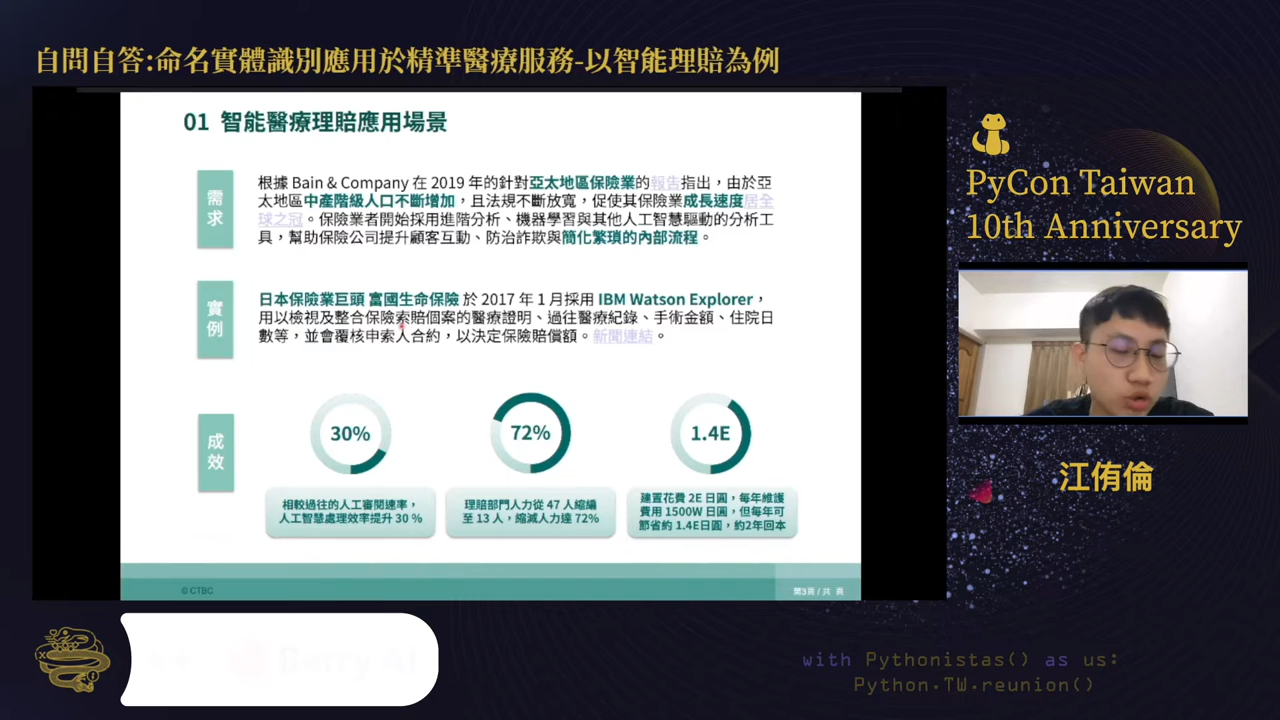 自問自答:命名實體識別應用於精準醫療服務-以智能理賠為例
01 智能醫療理賠應用場景
需求
根據 Bain & Company 在 2019 年的針對亞太地區保險業的報告指出，由於亞
太地區中產階級人口不斷增加，且法規不斷放寬，促使其保險業成長速度居全
球之冠。保險業者開始採用進階分析、機器學習與其他人工智慧驅動的分析工
具，幫助保險公司提升顧客互動、防治詐欺與簡化繁瑣的內部流程。
實例
日本保險業巨頭 富國生命保險 於 2017 年 1 月採用 IBM Watson Explorer，
用以檢視及整合保險索賠個案的醫療證明、過往醫療紀錄、手術金額、住院日
數等，並會覆核申索人合約，以決定保險賠償額。新聞連結。
成效
30%
72%
1.4E
相較過往的人工審閱速率，
人工智慧處理效率提升 30 %
理賠部門人力從 47 人縮編
至 13 人，縮減人力達 72%
建置花費 2E 日圓，每年維護
費用 1500W 日圓，但每年可
節省約 1.4E日圓，約2年回本
© CTBC
第3頁 / 共 頁
PyCon Taiwan
10th Anniversary
江侑倫
with Pythonistas() as us:
Python.TW.reunion()